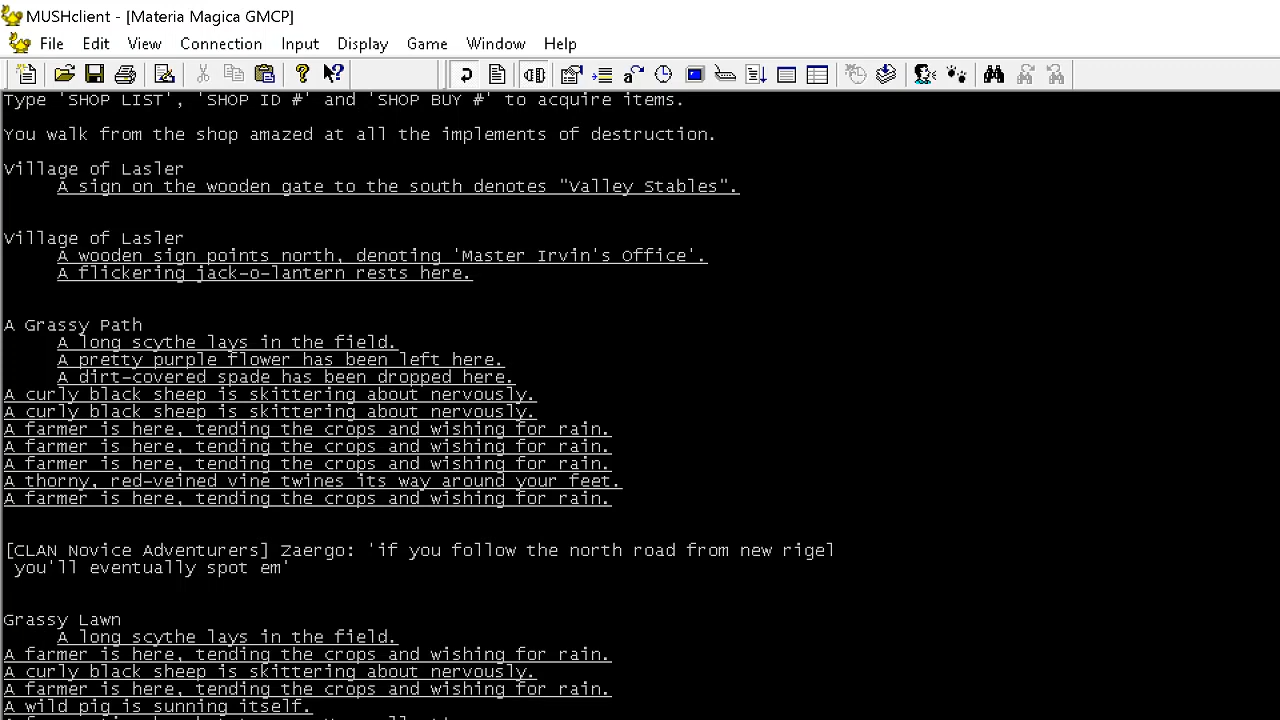 MUSHclient - [Materia Magica GMCP]
File Edit View Connection Input Display Game Window Help
Type 'SHOP LIST', 'SHOP ID #' and 'SHOP BUY #' to acquire items.
You walk from the shop amazed at all the implements of destruction.
Village of Lasler
A sign on the wooden gate to the south denotes "Valley Stables".
Village of Lasler
A wooden sign points north, denoting 'Master Irvin's Office'.
A flickering jack-o-lantern rests here.
A Grassy Path
A long scythe lays in the field.
A pretty purple flower has been left here.
A dirt-covered spade has been dropped here.
A curly black sheep is skittering about nervously.
A curly black sheep is skittering about nervously.
A farmer is here, tending the crops and wishing for rain.
A farmer is here, tending the crops and wishing for rain.
A farmer is here, tending the crops and wishing for rain.
A thorny, red-veined vine twines its way around your feet.
A farmer is here, tending the crops and wishing for rain.
[CLAN Novice Adventurers] Zaergo: 'if you follow the north road from new rigel
you'll eventually spot em'
Grassy Lawn
A long scythe lays in the field.
A farmer is here, tending the crops and wishing for rain.
A curly black sheep is skittering about nervously.
A farmer is here, tending the crops and wishing for rain.
A wild pig is sunning itself.